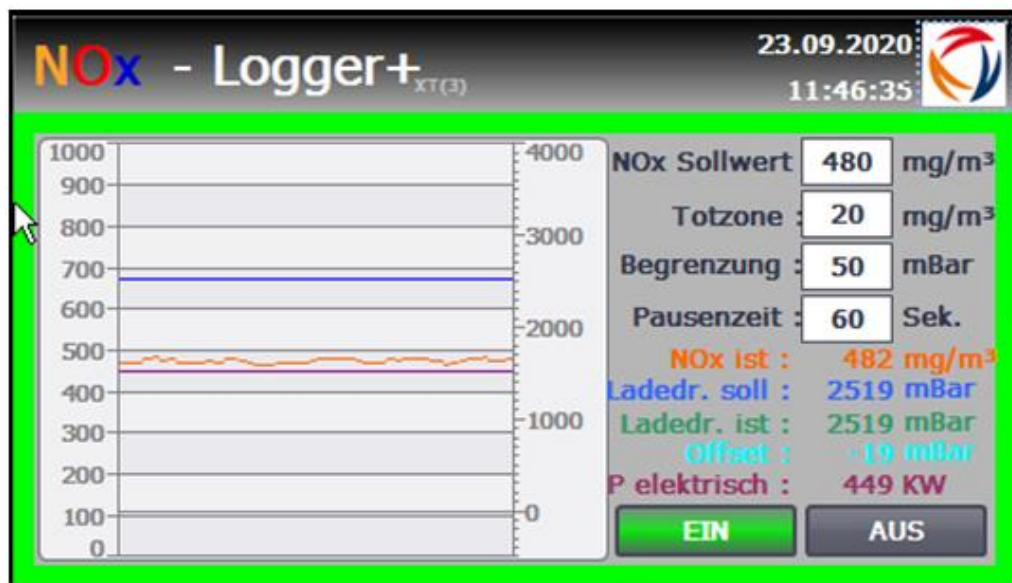 NOx - Logger+ XT(3)
23.09.2020
11:46:35
1000
900
800
700
600
500
400
300
200
100
0
4000
3000
2000
1000
0
NOx Sollwert 480 mg/m³
Totzone : 20 mg/m³
Begrenzung : 50 mBar
Pausenzeit : 60 Sek.
NOx ist : 482 mg/m³
Ladedr. soll : 2519 mBar
Ladedr. ist : 2519 mBar
Offset : -19 mBar
P elektrisch : 449 KW
EIN AUS